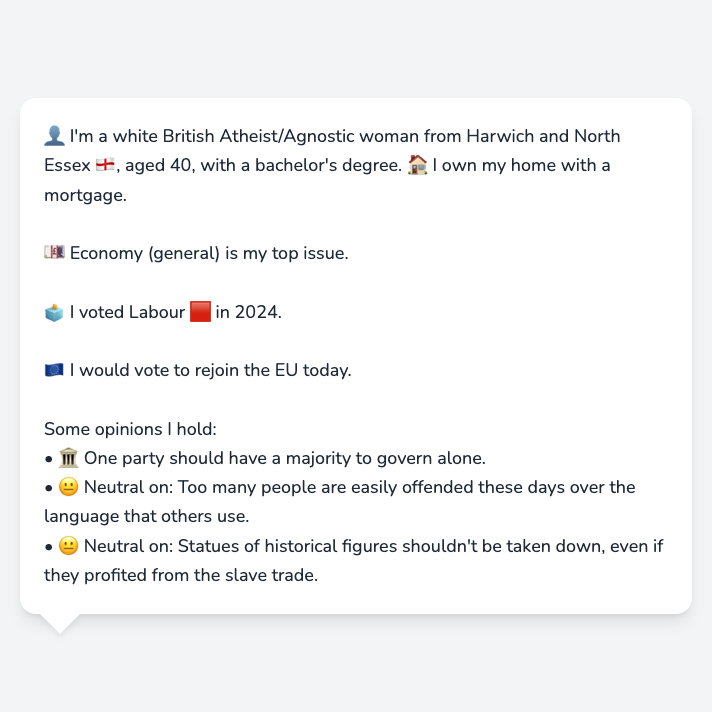 👤 I'm a white British Atheist/Agnostic woman from Harwich and North
Essex 🏴󠁧󠁢󠁥󠁮󠁧󠁿, aged 40, with a bachelor's degree. 🏠 I own my home with a
mortgage.
💷 Economy (general) is my top issue.
🗳️ I voted Labour 🟥 in 2024.
🇪🇺 I would vote to rejoin the EU today.
Some opinions I hold:
• 🏛️ One party should have a majority to govern alone.
• 😐 Neutral on: Too many people are easily offended these days over the
language that others use.
• 😐 Neutral on: Statues of historical figures shouldn't be taken down, even if
they profited from the slave trade.